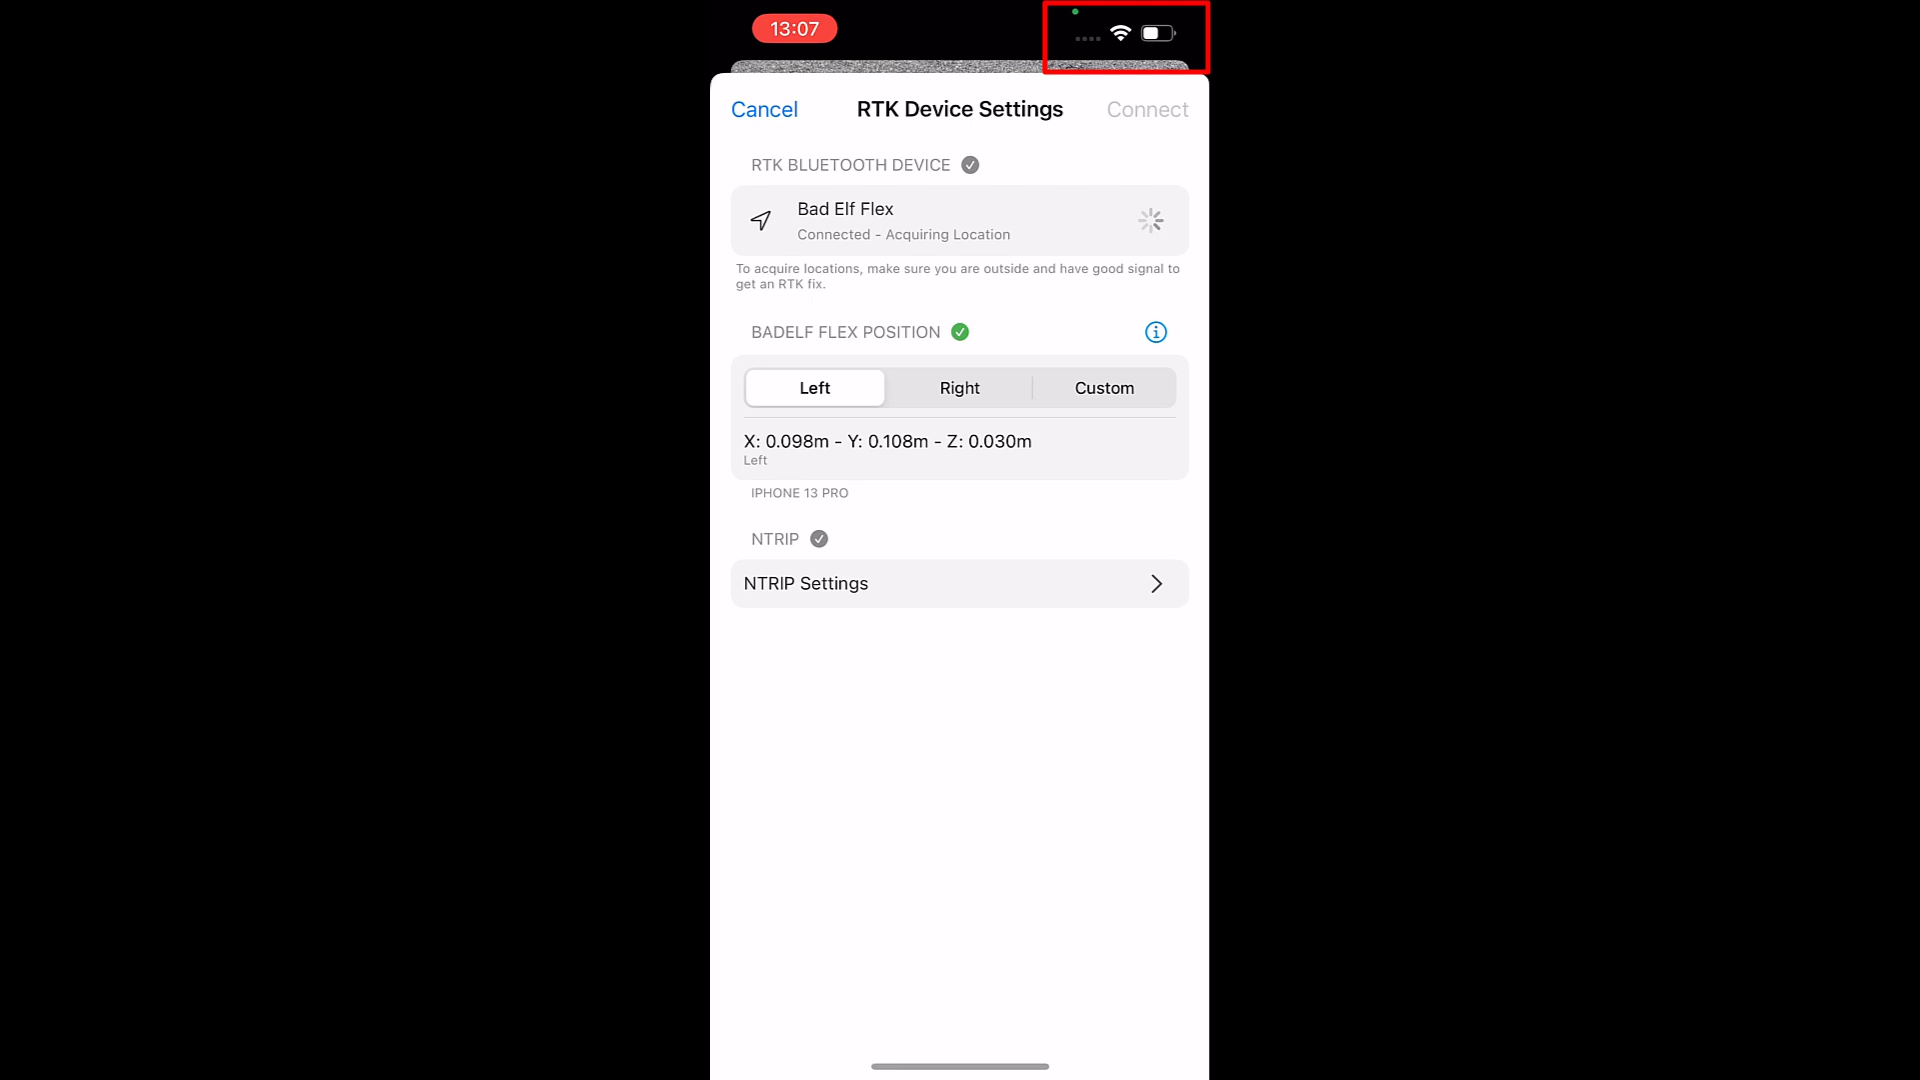 13:07
Cancel
RTK Device Settings
Connect
RTK BLUETOOTH DEVICE
Bad Elf Flex
Connected - Acquiring Location
To acquire locations, make sure you are outside and have good signal to
get an RTK fix.
BADELF FLEX POSITION
Left
Right
Custom
X: 0.098m - Y: 0.108m - Z: 0.030m
Left
IPHONE 13 PRO
NTRIP
NTRIP Settings